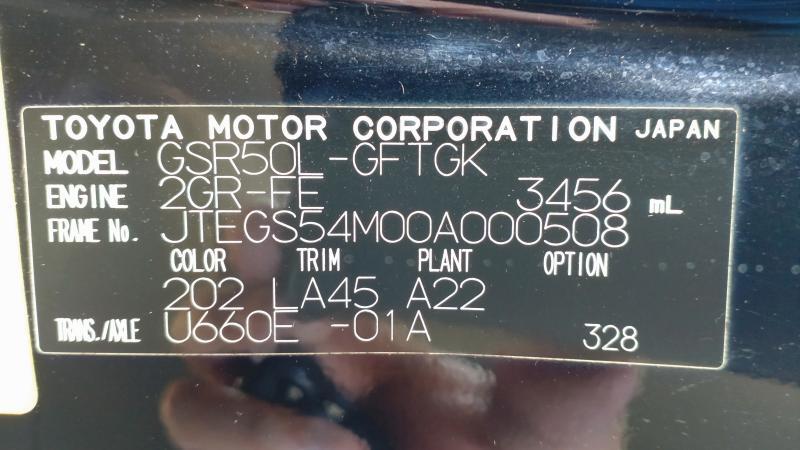 TOYOTA MOTOR CORPORATION JAPAN
MODEL GSR50L-GFTGK
ENGINE 2GR-FE 3456 mL
FRAME No. JTEGS54M00A000508
COLOR TRIM PLANT OPTION
202 LA45 A22
TRANS./AXLE U660E -01A 328